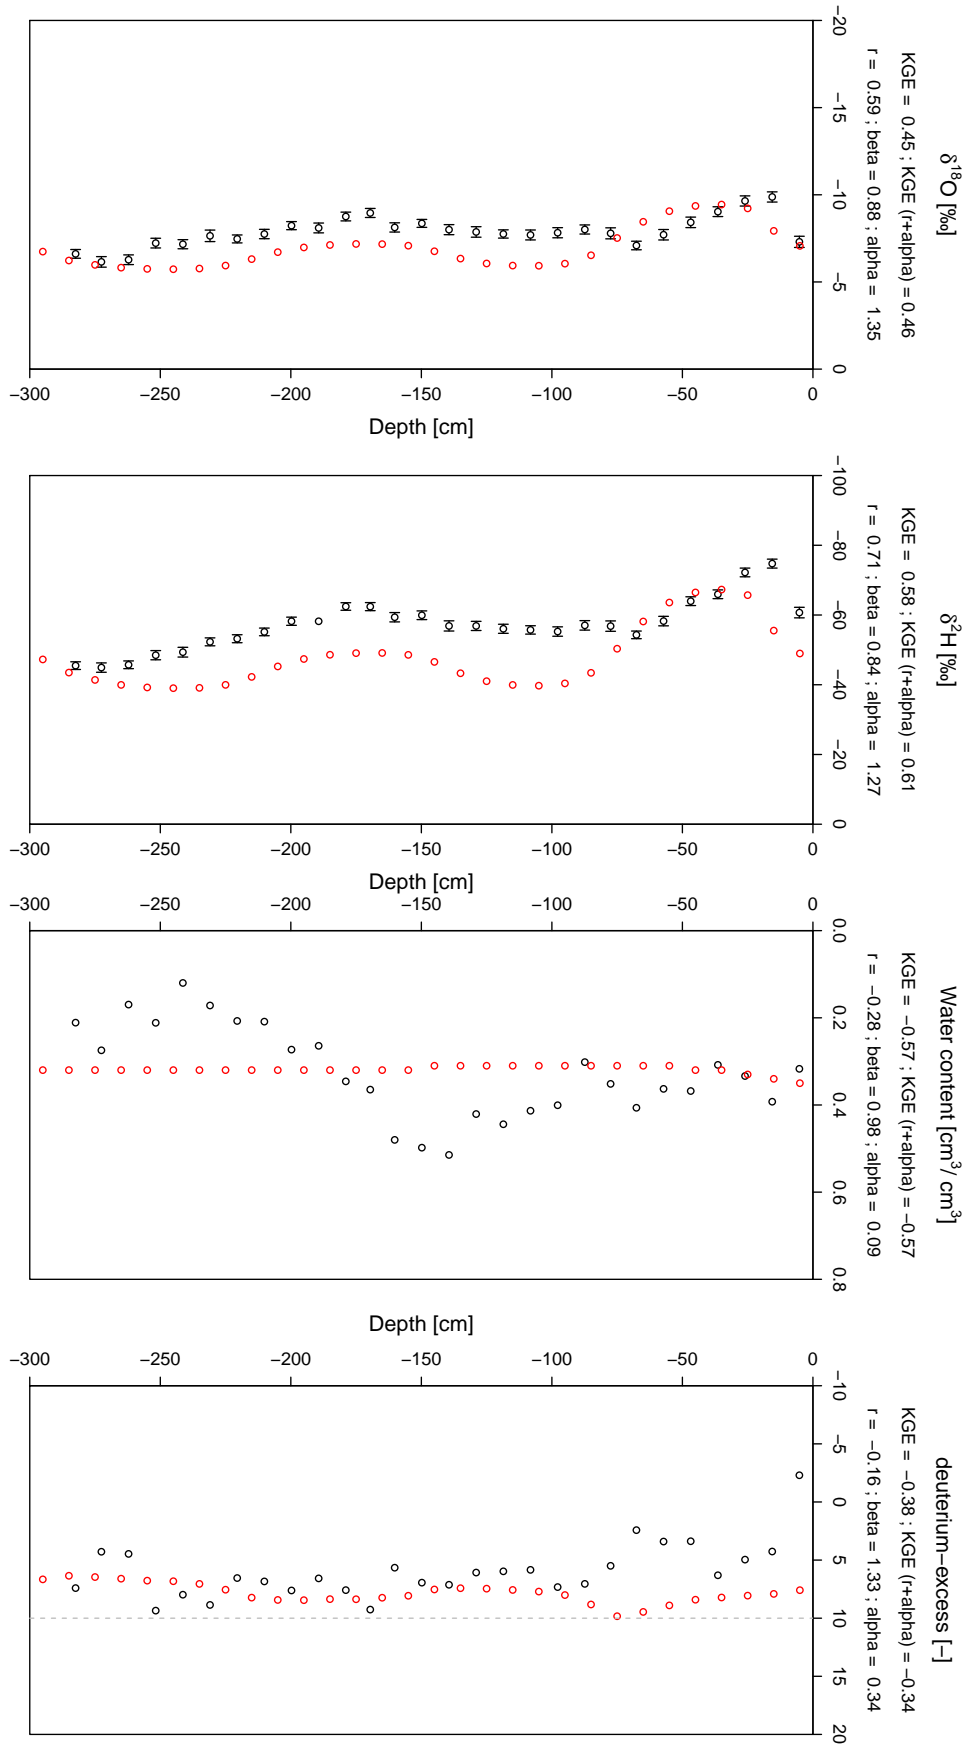 δ18O [‰]
KGE = 0.45 ; KGE (r+alpha) = 0.46
r = 0.59 ; beta = 0.88 ; alpha = 1.35
−20 −15 −10 −5 0
0 −50 −100 −150 −200 −250 −300
Depth [cm]
δ2H [‰]
KGE = 0.58 ; KGE (r+alpha) = 0.61
r = 0.71 ; beta = 0.84 ; alpha = 1.27
−100 −80 −60 −40 −20 0
0 −50 −100 −150 −200 −250 −300
Depth [cm]
Water content [cm3/ cm3]
KGE = −0.57 ; KGE (r+alpha) = −0.57
r = −0.28 ; beta = 0.98 ; alpha = 0.09
0.0 0.2 0.4 0.6 0.8
0 −50 −100 −150 −200 −250 −300
Depth [cm]
deuterium−excess [−]
KGE = −0.38 ; KGE (r+alpha) = −0.34
r = −0.16 ; beta = 1.33 ; alpha = 0.34
−10 −5 0 5 10 15 20
0 −50 −100 −150 −200 −250 −300
Depth [cm]